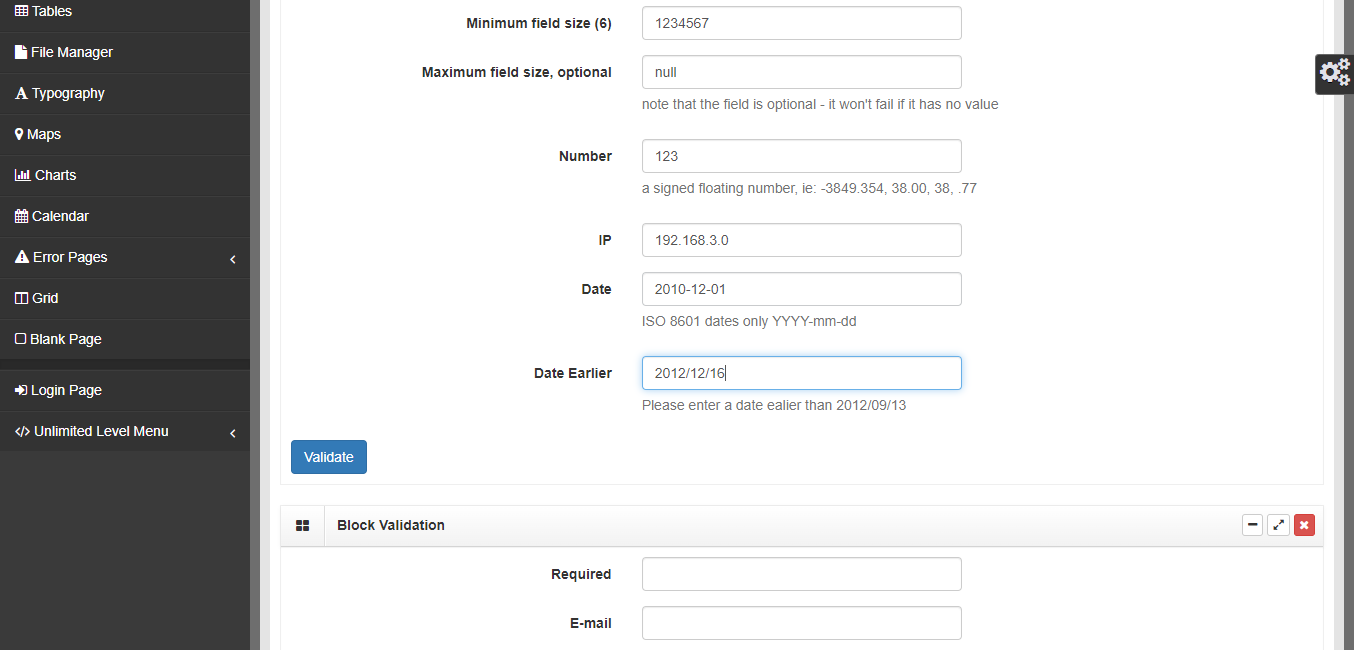 Tables
File Manager
Typography
Maps
Charts
Calendar
Error Pages
Grid
Blank Page
Login Page
Unlimited Level Menu
Minimum field size (6) 1234567
Maximum field size, optional null
note that the field is optional - it won't fail if it has no value
Number 123
a signed floating number, ie: -3849.354, 38.00, 38, .77
IP 192.168.3.0
Date 2010-12-01
ISO 8601 dates only YYYY-mm-dd
Date Earlier 2012/12/16
Please enter a date ealier than 2012/09/13
Validate
Block Validation
Required
E-mail